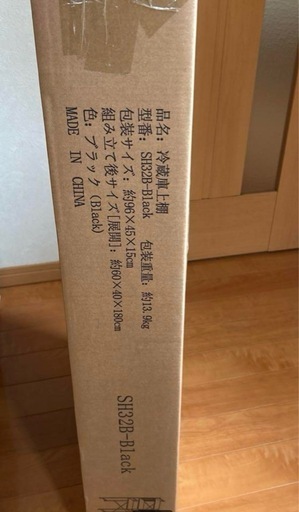 品名：冷蔵庫上棚
型番：SH32B-Black　包装重量：約13.9kg
包装サイズ：約96×45×15cm
組み立て後サイズ[展開]：約60×40×180cm
色：ブラック(Black)
MADE IN CHINA
SH32B-Black